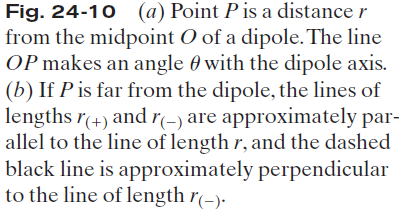 Fig. 24-10 (a) Point P is a distance r
from the midpoint O of a dipole. The line
OP makes an angle θ with the dipole axis.
(b) If P is far from the dipole, the lines of
lengths r(+) and r(−) are approximately par-
allel to the line of length r, and the dashed
black line is approximately perpendicular
to the line of length r(−).